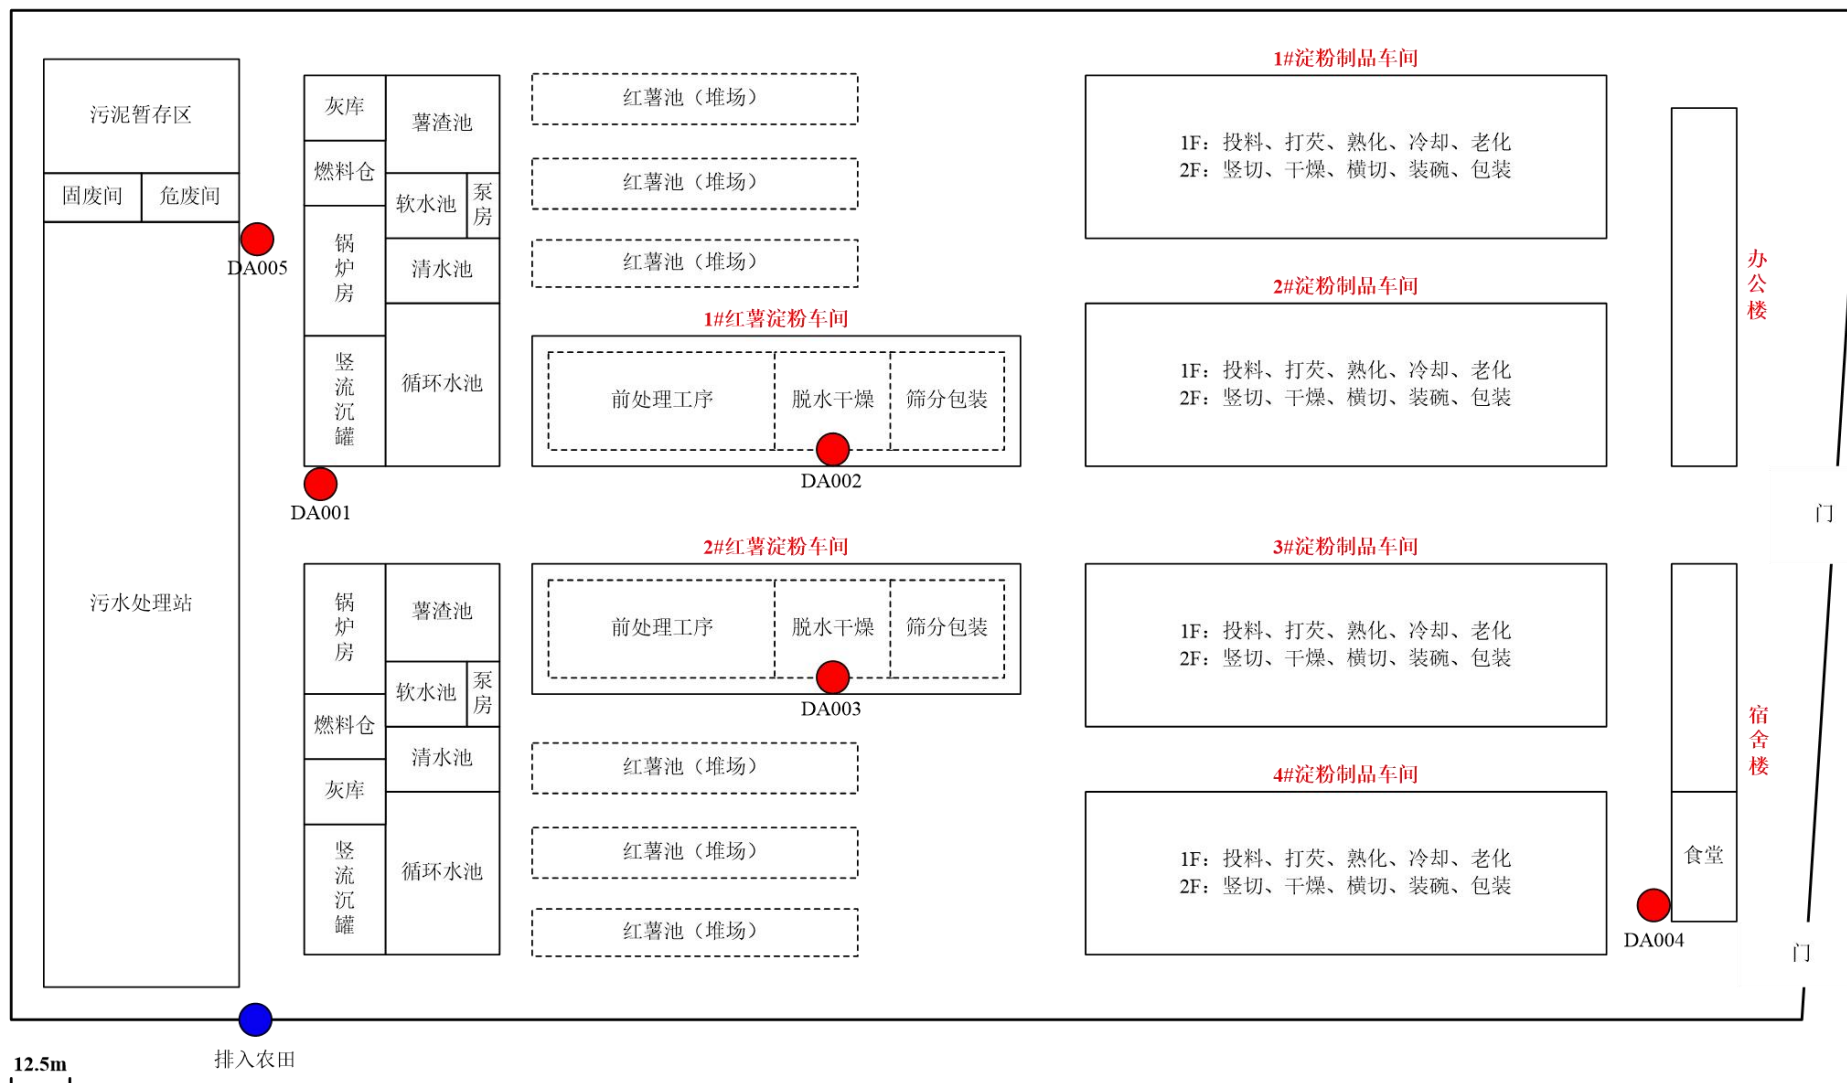 1#淀粉制品车间
污泥暂存区
灰库
薯渣池
红薯池（堆场）
1F：投料、打芡、熟化、冷却、老化
2F：竖切、干燥、横切、装碗、包装
燃料仓
红薯池（堆场）
固废间
危废间
软水池
泵房
DA005
锅炉房
清水池
红薯池（堆场）
办公楼
1#红薯淀粉车间
2#淀粉制品车间
竖流沉罐
循环水池
前处理工序
脱水干燥
筛分包装
1F：投料、打芡、熟化、冷却、老化
2F：竖切、干燥、横切、装碗、包装
DA002
DA001
门
2#红薯淀粉车间
3#淀粉制品车间
污水处理站
锅炉房
薯渣池
前处理工序
脱水干燥
筛分包装
1F：投料、打芡、熟化、冷却、老化
2F：竖切、干燥、横切、装碗、包装
软水池
泵房
DA003
燃料仓
清水池
红薯池（堆场）
宿舍楼
4#淀粉制品车间
灰库
竖流沉罐
循环水池
红薯池（堆场）
1F：投料、打芡、熟化、冷却、老化
2F：竖切、干燥、横切、装碗、包装
食堂
红薯池（堆场）
DA004
门
排入农田
12.5m